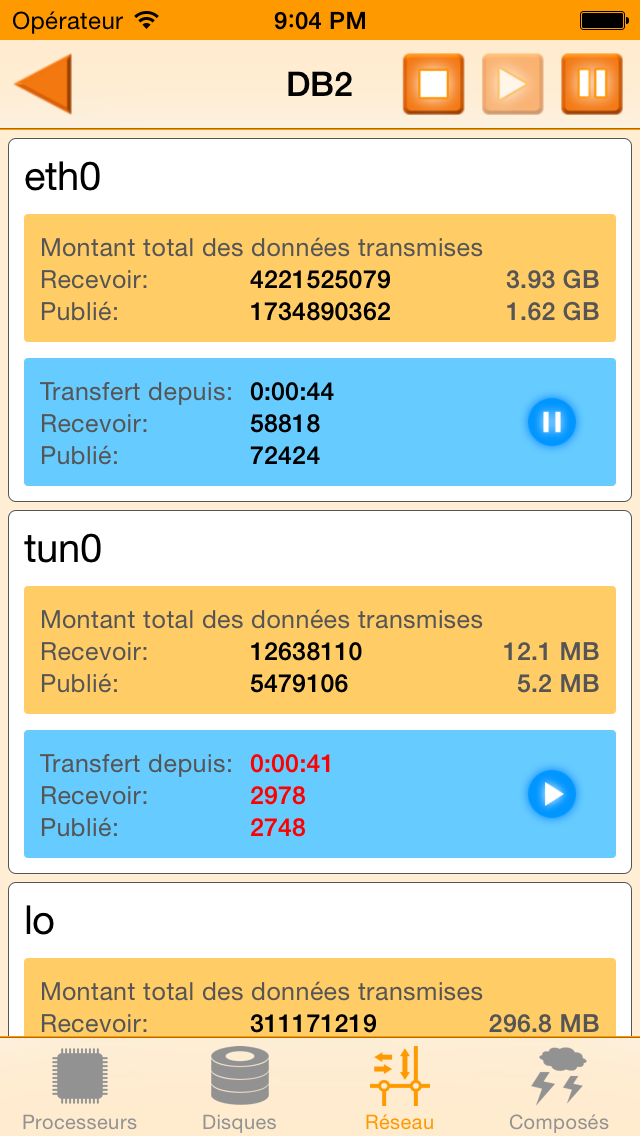 Opérateur 9:04 PM
DB2
eth0
Montant total des données transmises
Recevoir: 4221525079 3.93 GB
Publié: 1734890362 1.62 GB
Transfert depuis: 0:00:44
Recevoir: 58818
Publié: 72424
tun0
Montant total des données transmises
Recevoir: 12638110 12.1 MB
Publié: 5479106 5.2 MB
Transfert depuis: 0:00:41
Recevoir: 2978
Publié: 2748
lo
Montant total des données transmises
Recevoir: 311171219 296.8 MB
Processeurs Disques Réseau Composés